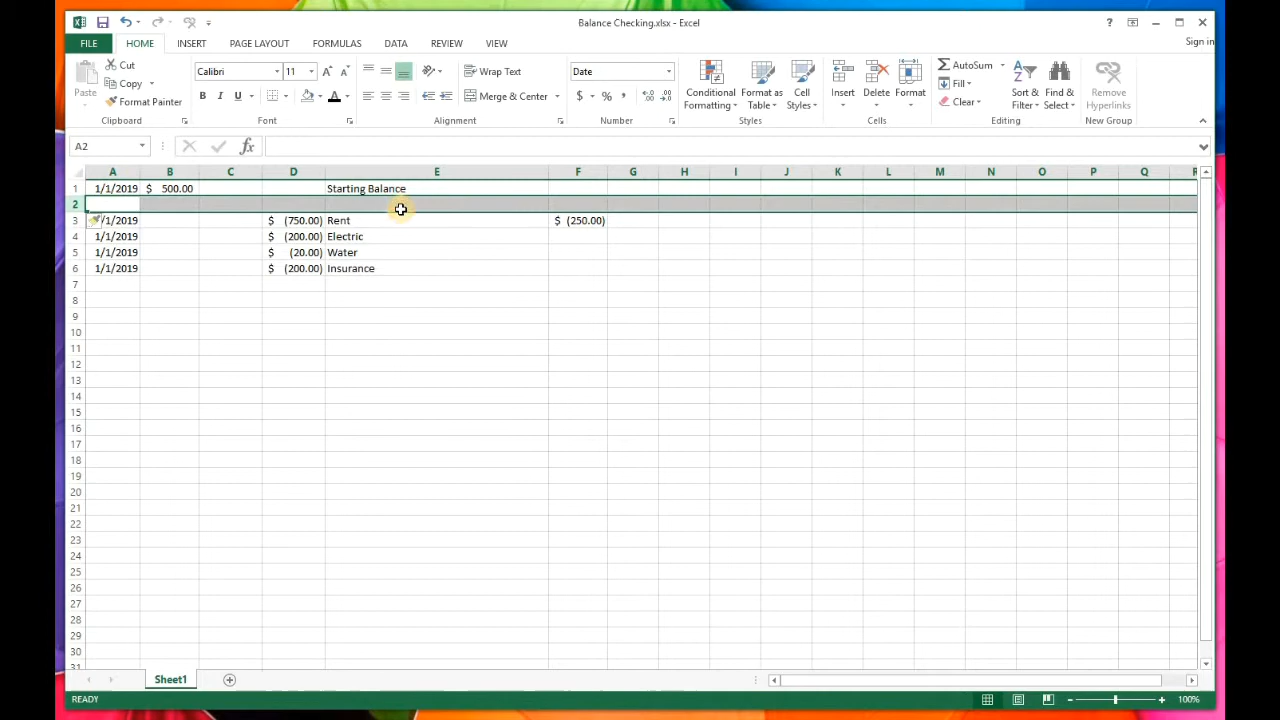 Balance Checking.xlsx - Excel
?
FILE HOME INSERT PAGE LAYOUT FORMULAS DATA REVIEW VIEW Sign in
Paste
Cut
Copy
Format Painter
Clipboard
Calibri 11
B I U
Font
Wrap Text
Merge & Center
Alignment
Date
$ % ,
Number
Conditional Formatting
Format as Table
Cell Styles
Styles
Insert Delete Format
Cells
AutoSum
Fill
Clear
Sort & Filter
Find & Select
Editing
Remove Hyperlinks
New Group
A2 fx
A B C D E F G H I J K L M N O P Q R
1 1/1/2019 $ 500.00 Starting Balance
2
3 /1/2019 $ (750.00) Rent $ (250.00)
4 1/1/2019 $ (200.00) Electric
5 1/1/2019 $ (20.00) Water
6 1/1/2019 $ (200.00) Insurance
7
8
9
10
11
12
13
14
15
16
17
18
19
20
21
22
23
24
25
26
27
28
29
30
31
Sheet1
READY 100%